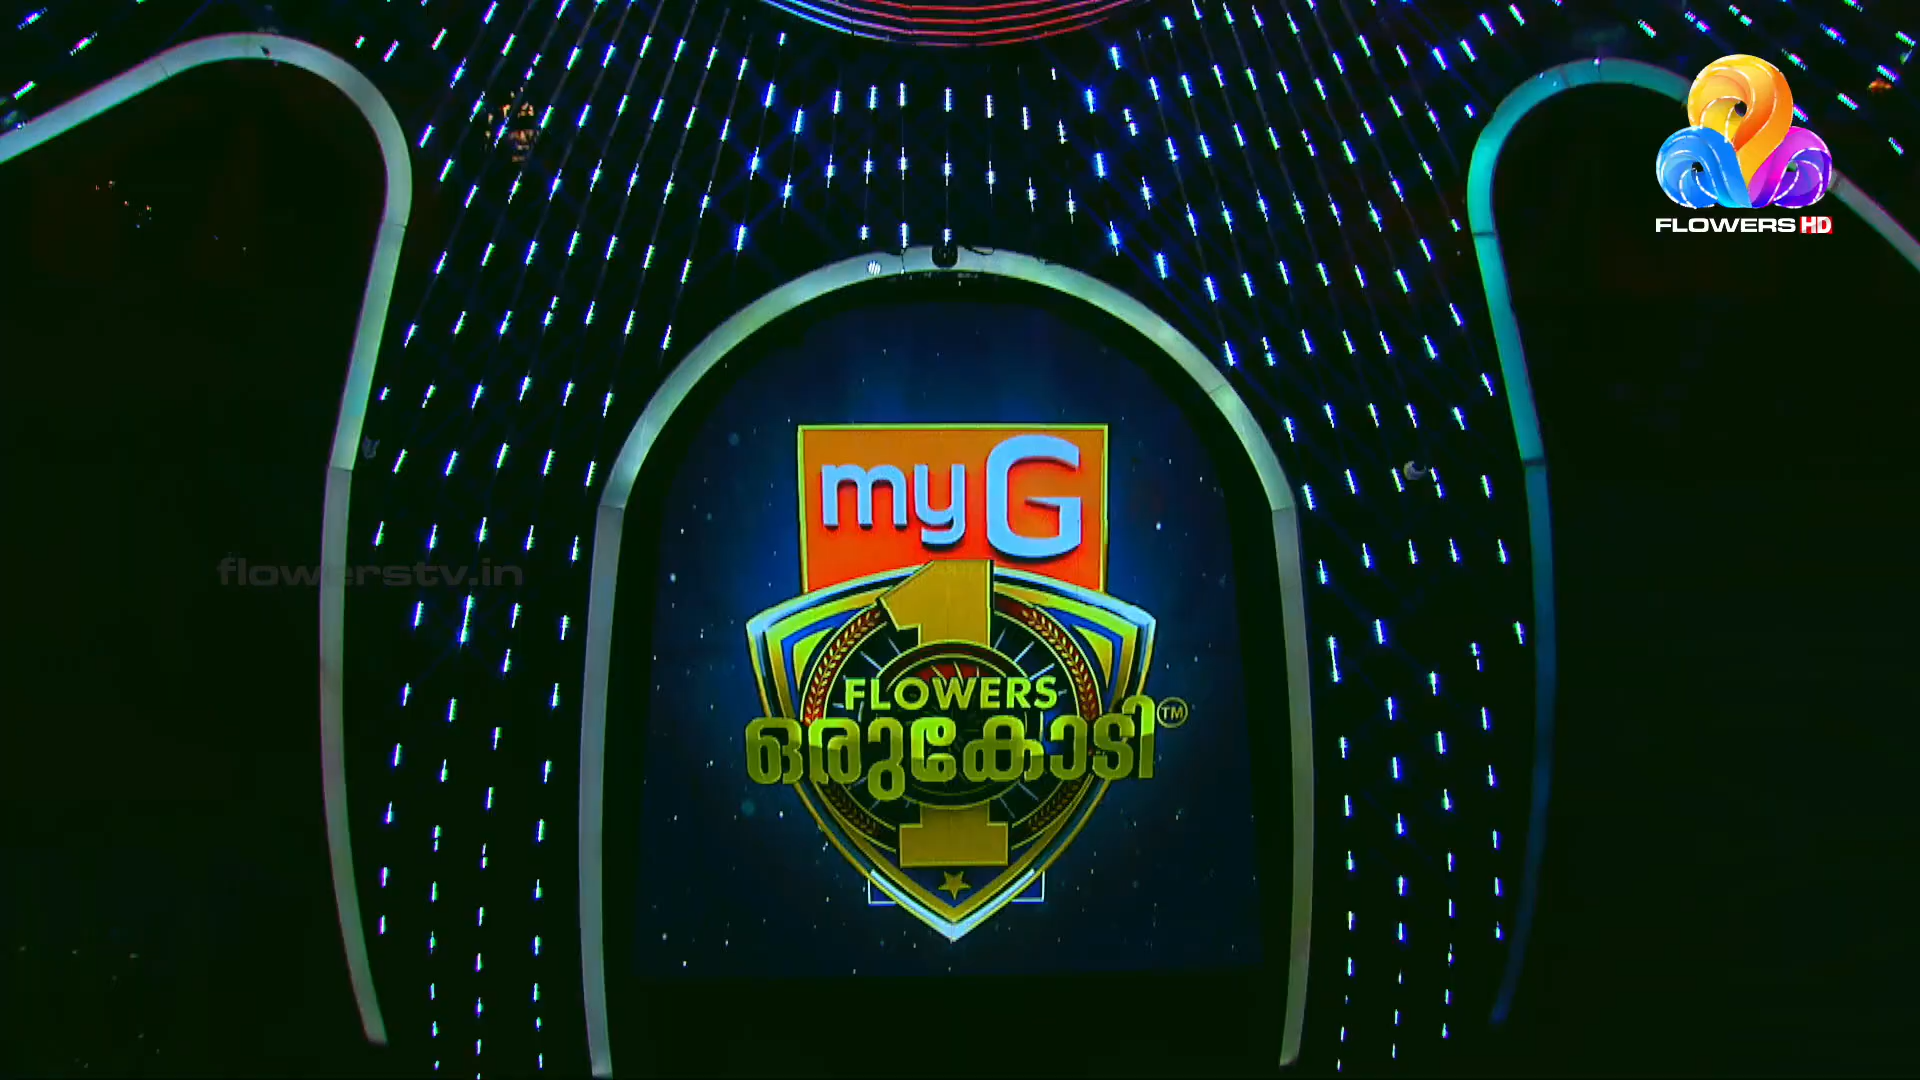 FLOWERS HD
my G
1
flowerstv.in
FLOWERS
ഒരുകോടി TM